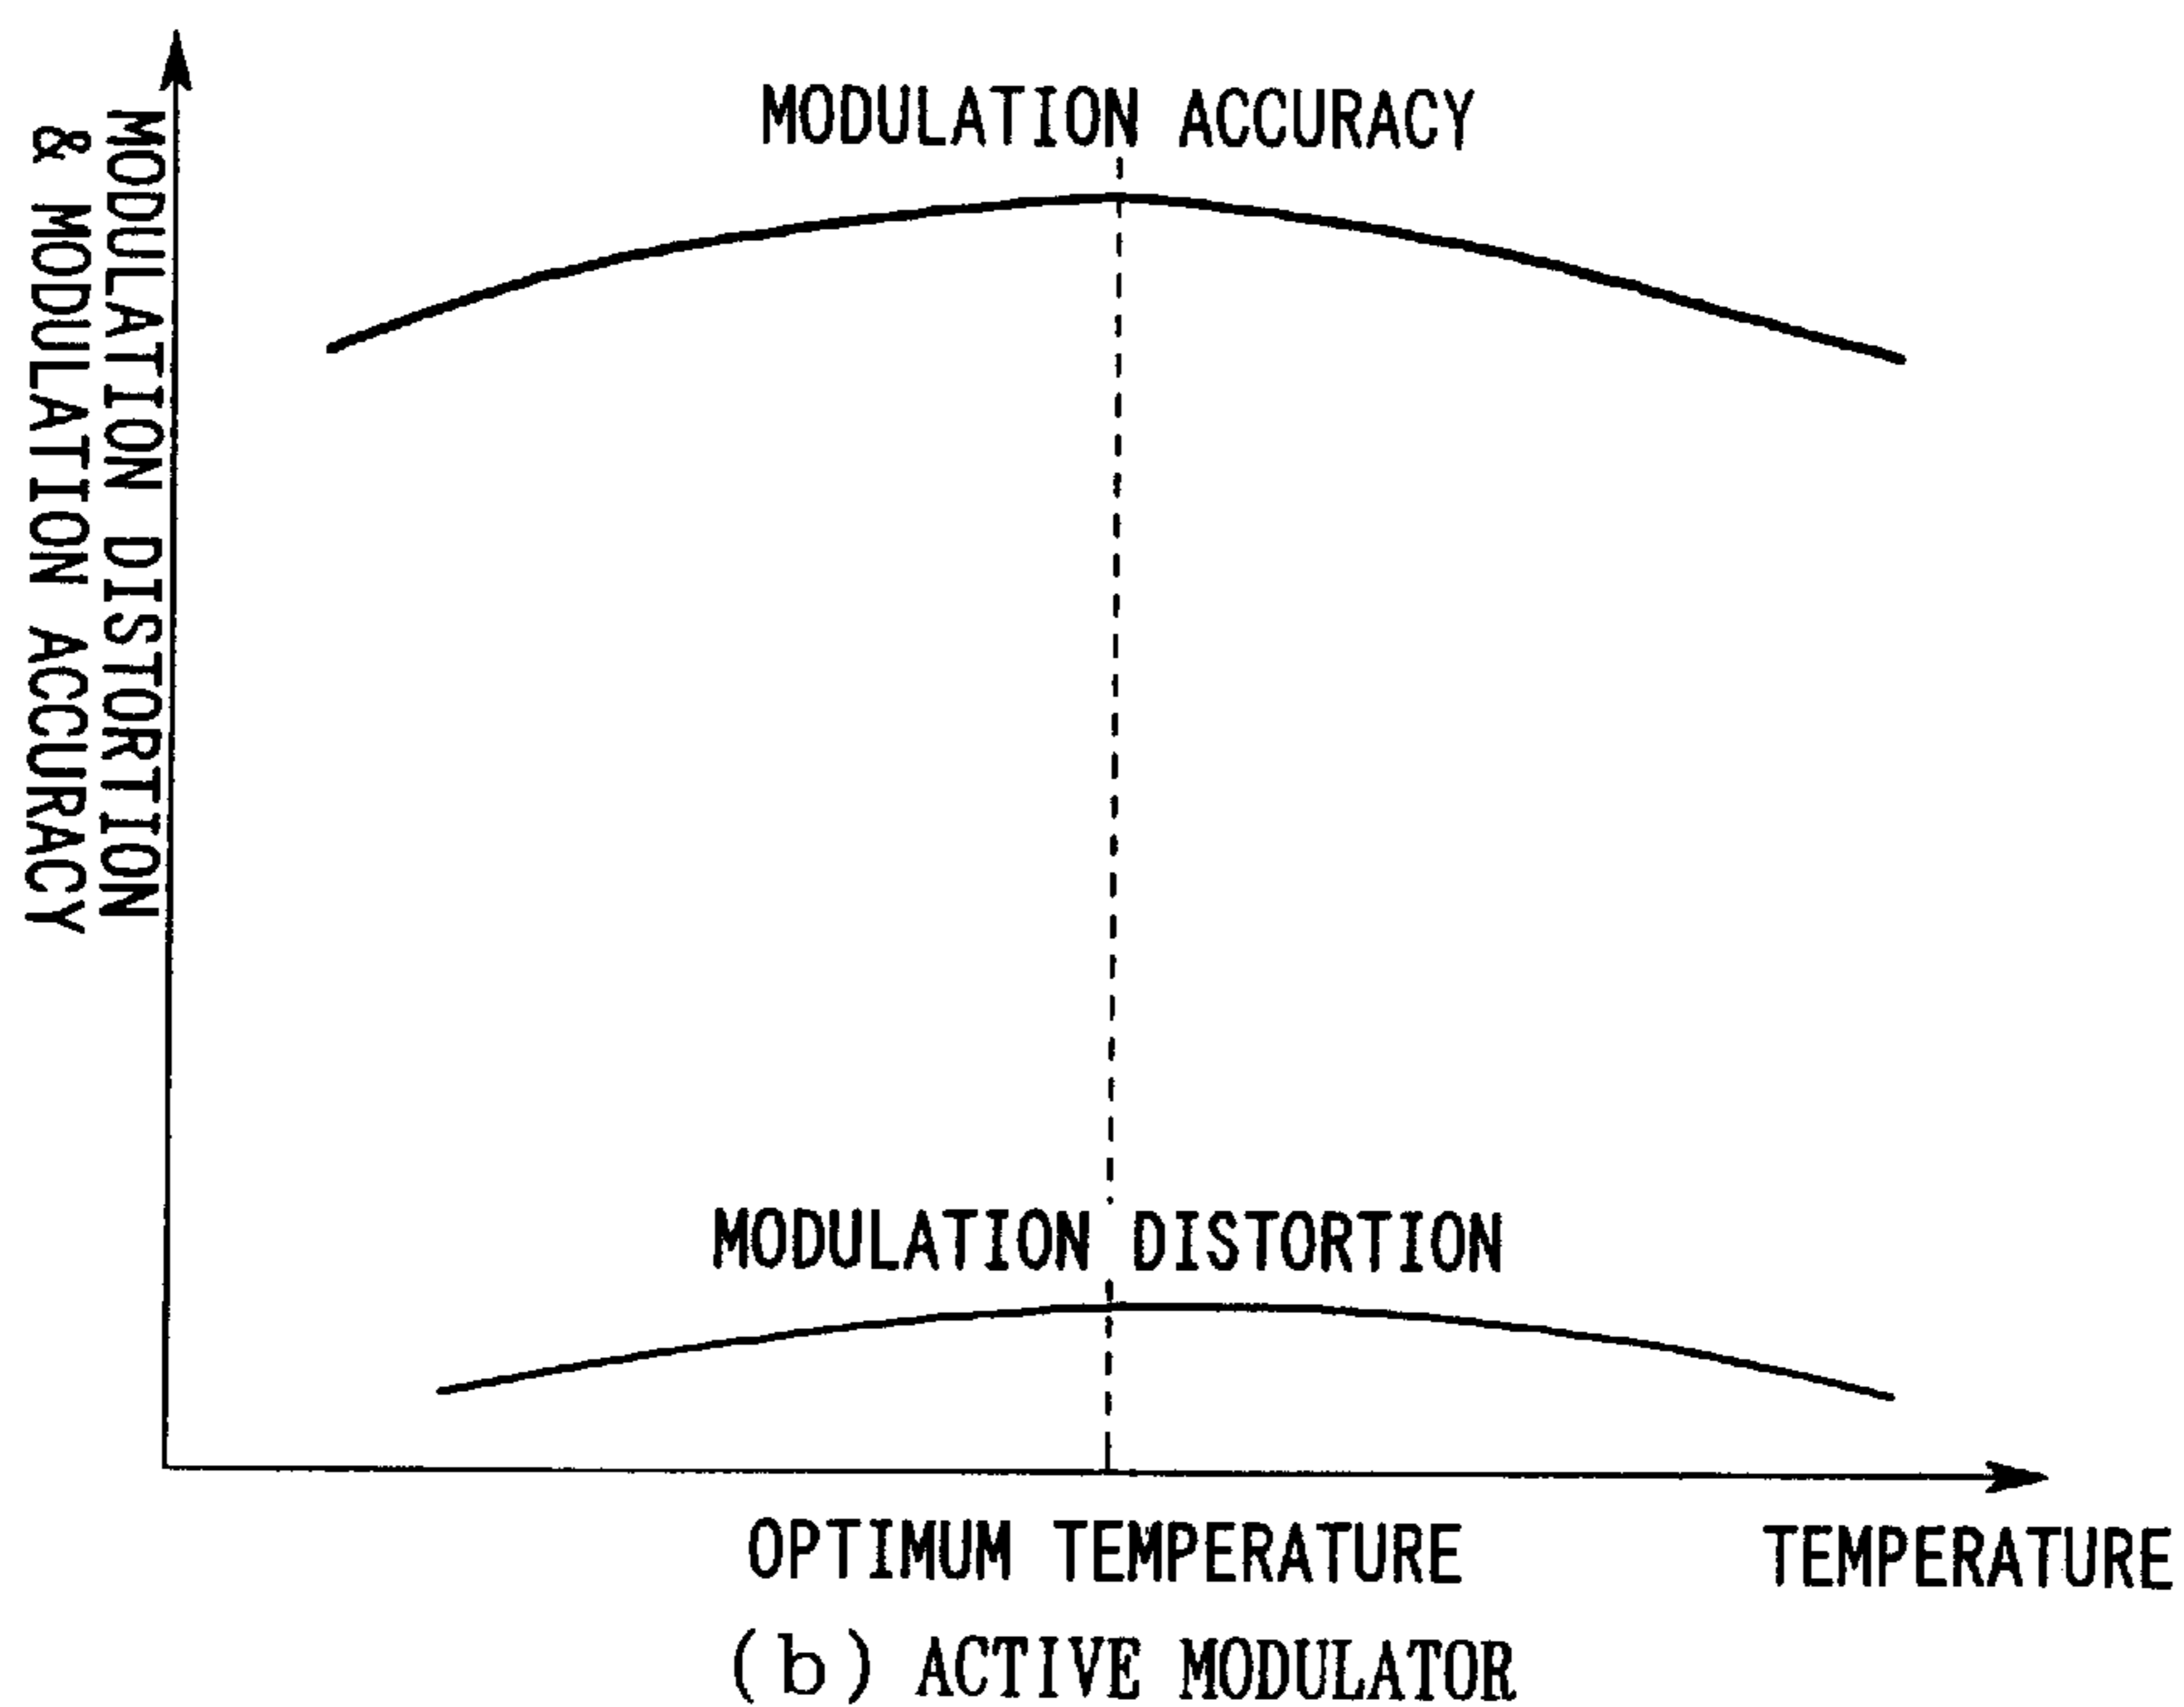 MODULATION ACCURACY
MODULATION DISTORTION
& MODULATION ACCURACY
MODULATION DISTORTION
OPTIMUM TEMPERATURE
TEMPERATURE
(b) ACTIVE MODULATOR